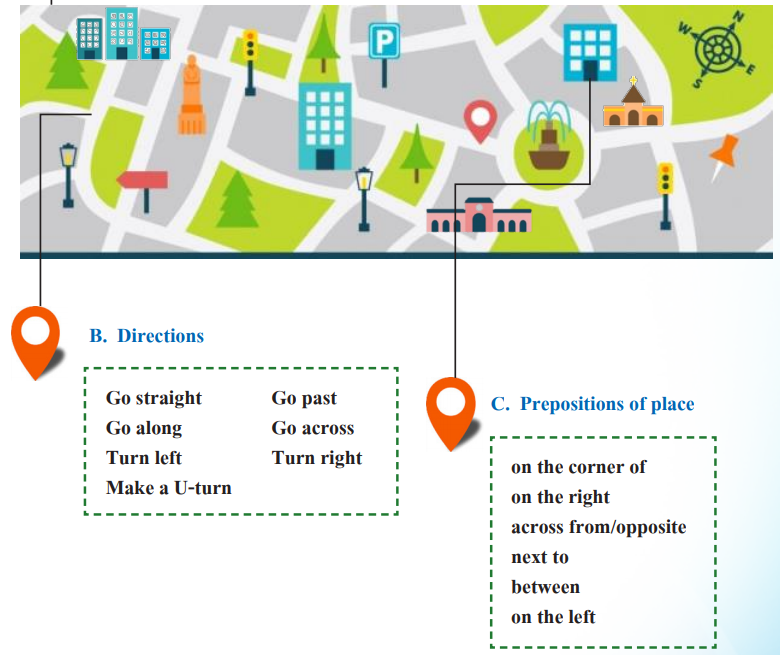 P
N
W
E
S
B. Directions
Go straight
Go past
Go along
Go across
Turn left
Turn right
Make a U-turn
C. Prepositions of place
on the corner of
on the right
across from/opposite
next to
between
on the left